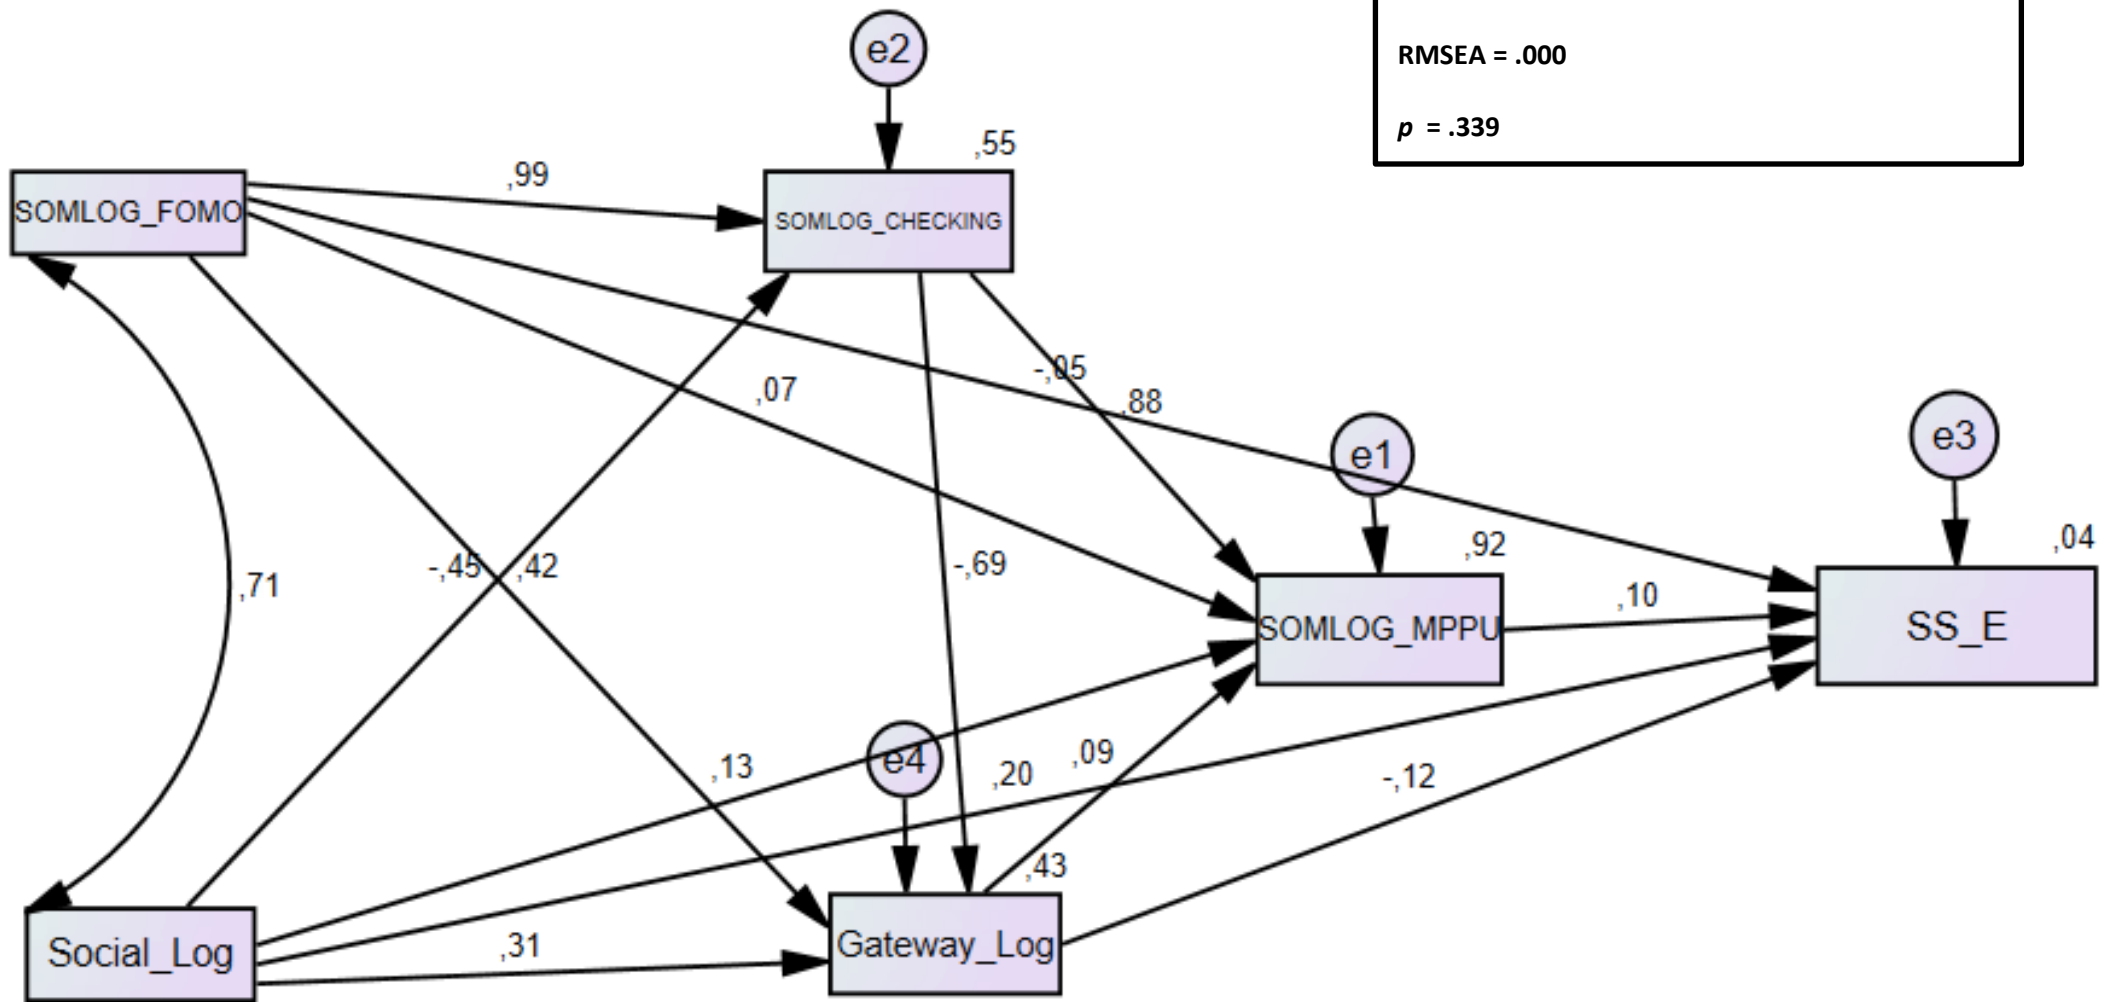 RMSEA = .000
p = .339
e2
,55
,99
SOMLOG_FOMO
SOMLOG_CHECKING
-,05
,88
,07
e1
e3
,92
,04
-,45
,42
-,69
,71
,10
SOMLOG_MPPU
SS_E
,13
e4
,20
,09
-,12
,43
,31
Social_Log
Gateway_Log